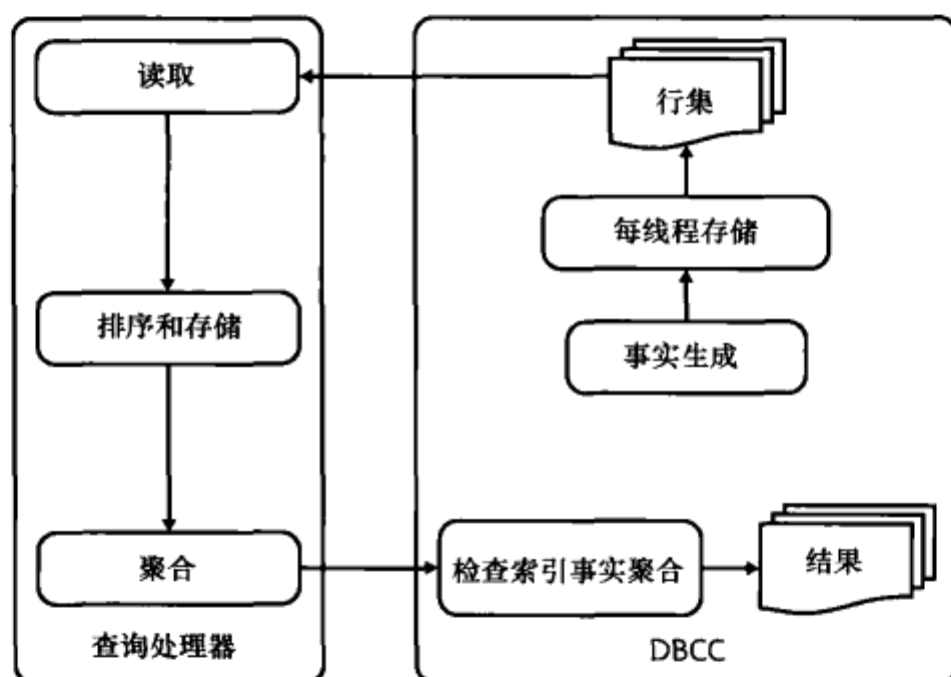 读取
行集
每线程存储
排序和存储
事实生成
聚合
检查索引事实聚合
结果
查询处理器
DBCC